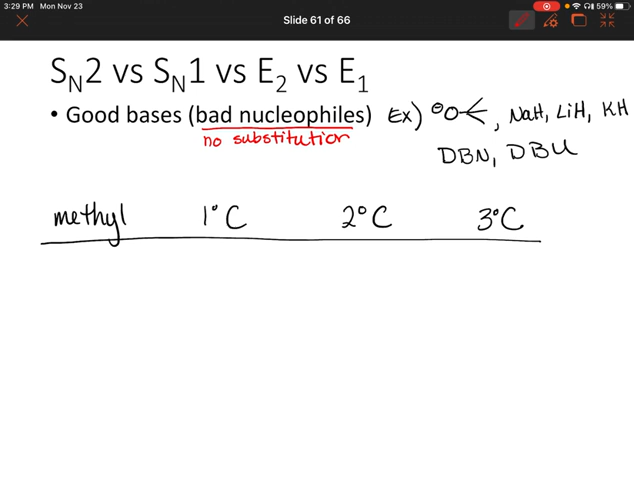 3:29 PM Mon Nov 23 59%
Slide 61 of 66
SN2 vs SN1 vs E2 vs E1
• Good bases (bad nucleophiles) Ex) ⊖O, NaH, LiH, KH
no substitution
DBN, DBU
methyl 1°C 2°C 3°C